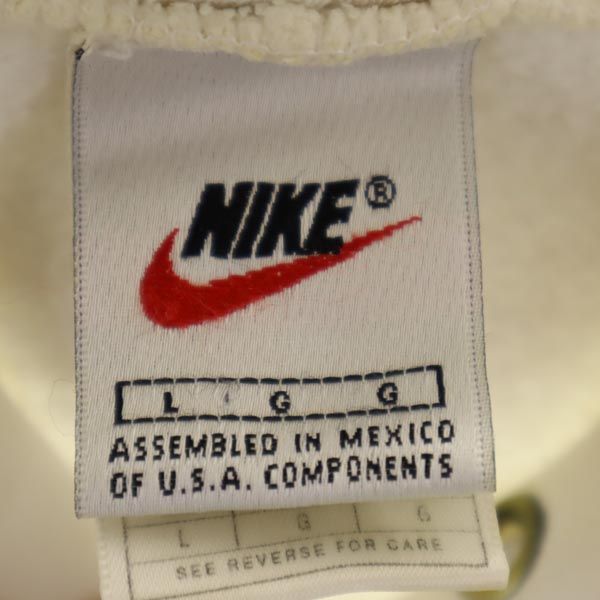 NIKE®
L G G
ASSEMBLED IN MEXICO
OF U.S.A. COMPONENTS
L G G
SEE REVERSE FOR CARE